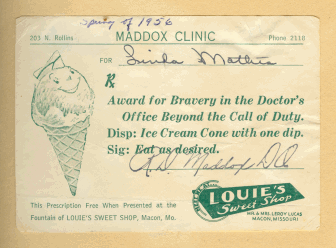 Spring of 1956
203 N. Rollins MADDOX CLINIC Phone 2110
FOR Linda Mathis
℞
Award for Bravery in the Doctor's
Office Beyond the Call of Duty.
Disp: Ice Cream Cone with one dip.
Sig: Eat as desired.
R.D. Maddox D.O.
This Prescription Free When Presented at the
Fountain of LOUIE'S SWEET SHOP, Macon, Mo.
LOUIE'S
Sweet Shop
MR & MRS. LEROY LUCAS
MACON, MISSOURI